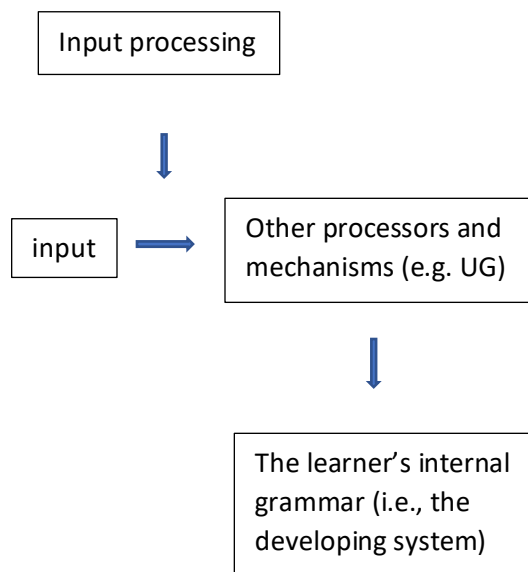 Input processing
input
Other processors and
mechanisms (e.g. UG)
The learner’s internal
grammar (i.e., the
developing system)